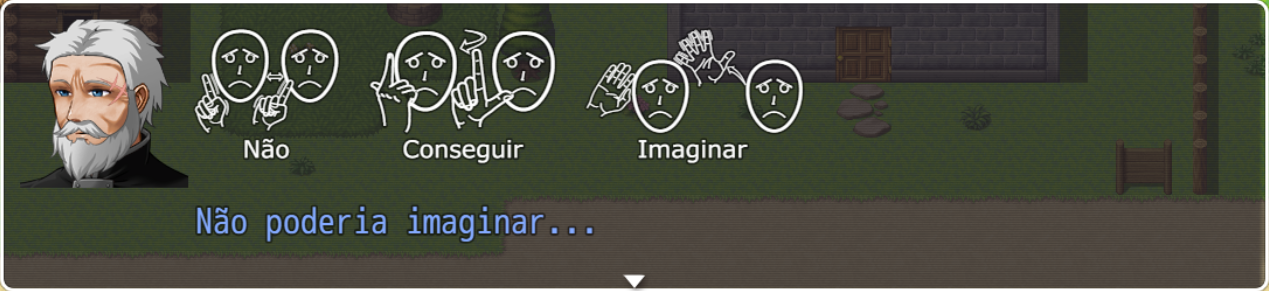 Não Conseguir Imaginar
Não poderia imaginar...